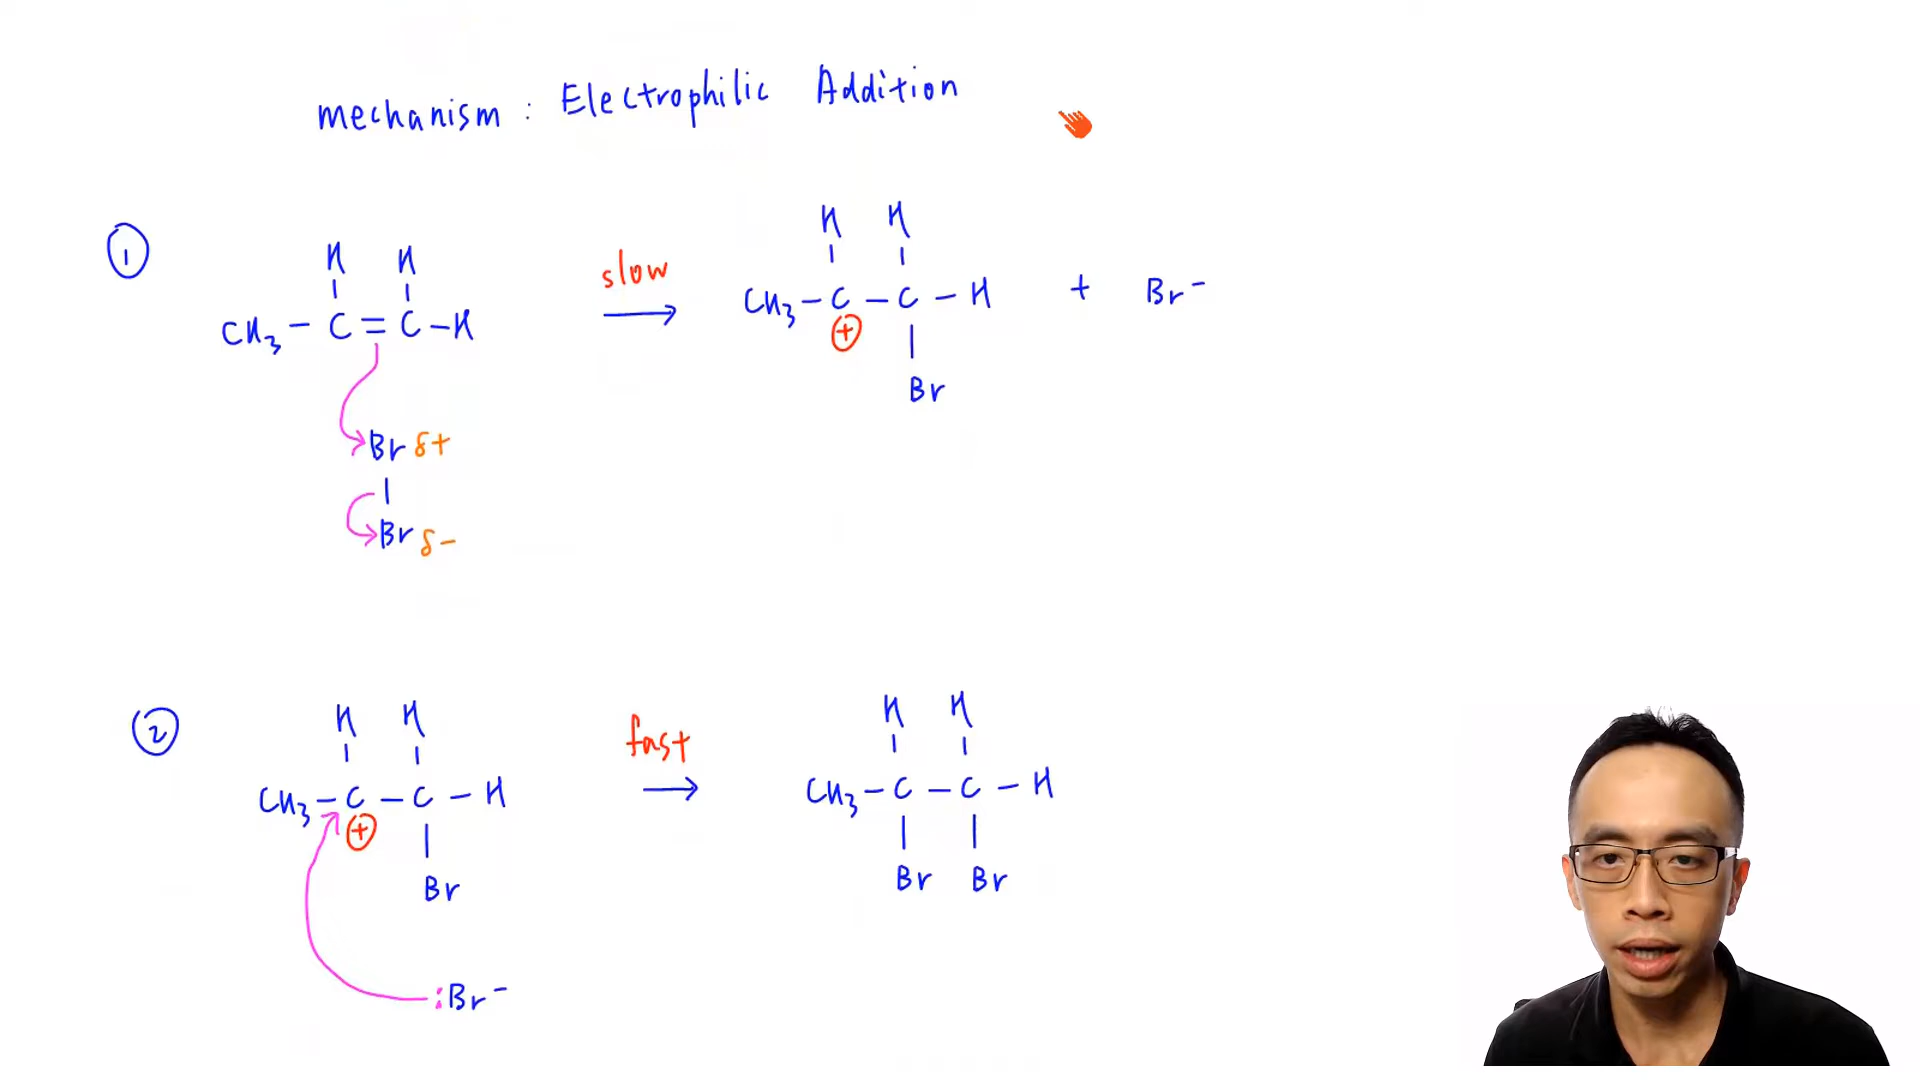 mechanism : Electrophilic Addition
1
H H
CH3 − C = C − H
Br δ+
Br δ−
slow
→
H H
CH3 − C − C − H + Br−
⊕
Br
2
H H
CH3 − C − C − H
⊕
Br
:Br−
fast
→
H H
CH3 − C − C − H
Br Br